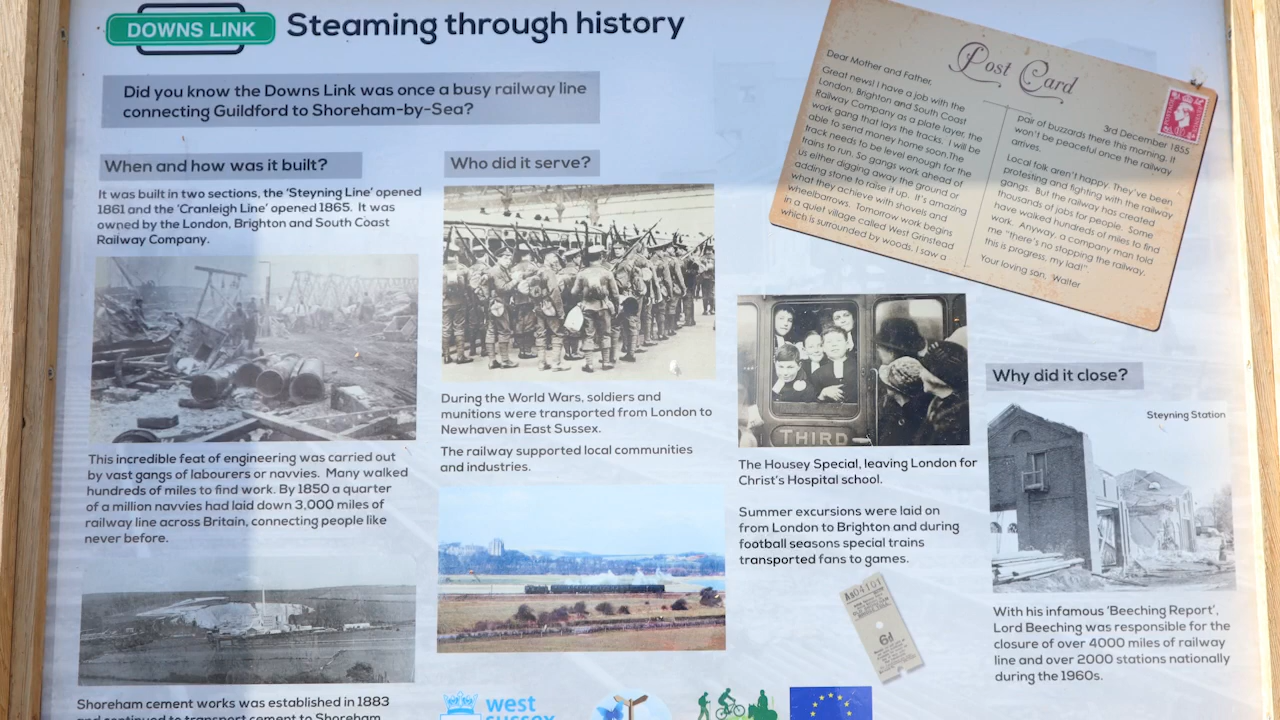 DOWNS LINK
Steaming through history
Did you know the Downs Link was once a busy railway line
connecting Guildford to Shoreham-by-Sea?
When and how was it built?
It was built in two sections, the 'Steyning Line' opened
1861 and the 'Cranleigh Line' opened 1865. It was
owned by the London, Brighton and South Coast
Railway Company.
This incredible feat of engineering was carried out
by vast gangs of labourers or navvies. Many walked
hundreds of miles to find work. By 1850 a quarter
of a million navvies had laid down 3,000 miles of
railway line across Britain, connecting people like
never before.
Shoreham cement works was established in 1883
and continued to transport cement to Shoreham
Who did it serve?
During the World Wars, soldiers and
munitions were transported from London to
Newhaven in East Sussex.
The railway supported local communities
and industries.
west
sussex
Post Card
Dear Mother and Father,
Great news! I have a job with the
London, Brighton and South Coast
Railway Company as a plate layer, the
work gang that lays the tracks. I will be
able to send money home soon.The
track needs to be level enough for the
trains to run. So gangs work ahead of
us either digging away the ground or
adding stone to raise it up. It's amazing
what they achieve with shovels and
wheelbarrows. Tomorrow work begins
in a quiet village called West Grinstead
which is surrounded by woods, I saw a
3rd December 1855
pair of buzzards there this morning, it
won't be peaceful once the railway
arrives.
Local folk aren't happy. They've been
protesting and fighting with the railway
gangs. But the railway has created
thousands of jobs for people. Some
have walked hundreds of miles to find
work. Anyway, a company man told
me "there's no stopping the railway,
this is progress, my lad!"
Your loving son, Walter
THIRD
The Housey Special, leaving London for
Christ's Hospital school.
Summer excursions were laid on
from London to Brighton and during
football seasons special trains
transported fans to games.
6d
Why did it close?
Steyning Station
With his infamous 'Beeching Report',
Lord Beeching was responsible for the
closure of over 4000 miles of railway
line and over 2000 stations nationally
during the 1960s.